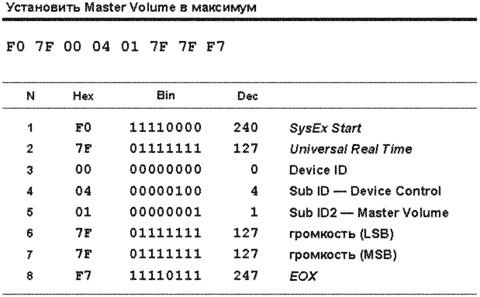 Установить Master Volume в максимум
F0 7F 00 04 01 7F 7F F7
N Hex Bin Dec
1 F0 11110000 240 SysEx Start
2 7F 01111111 127 Universal Real Time
3 00 00000000 0 Device ID
4 04 00000100 4 Sub ID — Device Control
5 01 00000001 1 Sub ID2 — Master Volume
6 7F 01111111 127 громкость (LSB)
7 7F 01111111 127 громкость (MSB)
8 F7 11110111 247 EOX